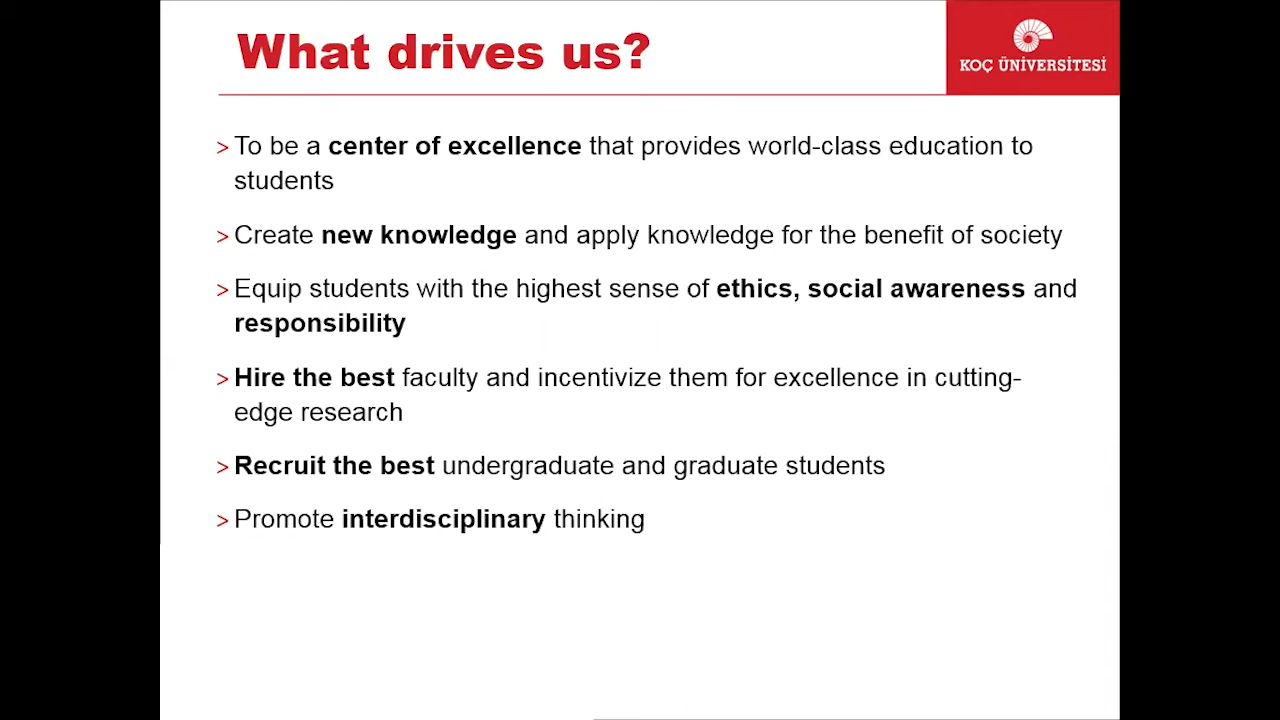 What drives us?
KOÇ ÜNİVERSİTESİ
> To be a center of excellence that provides world-class education to
students
> Create new knowledge and apply knowledge for the benefit of society
> Equip students with the highest sense of ethics, social awareness and
responsibility
> Hire the best faculty and incentivize them for excellence in cutting-
edge research
> Recruit the best undergraduate and graduate students
> Promote interdisciplinary thinking